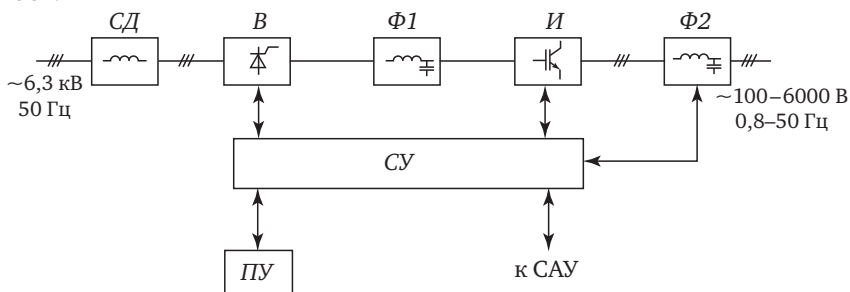 СД
В
Ф1
И
Ф2
~6,3 кВ
50 Гц
~100–6000 В
0,8–50 Гц
СУ
ПУ
к САУ